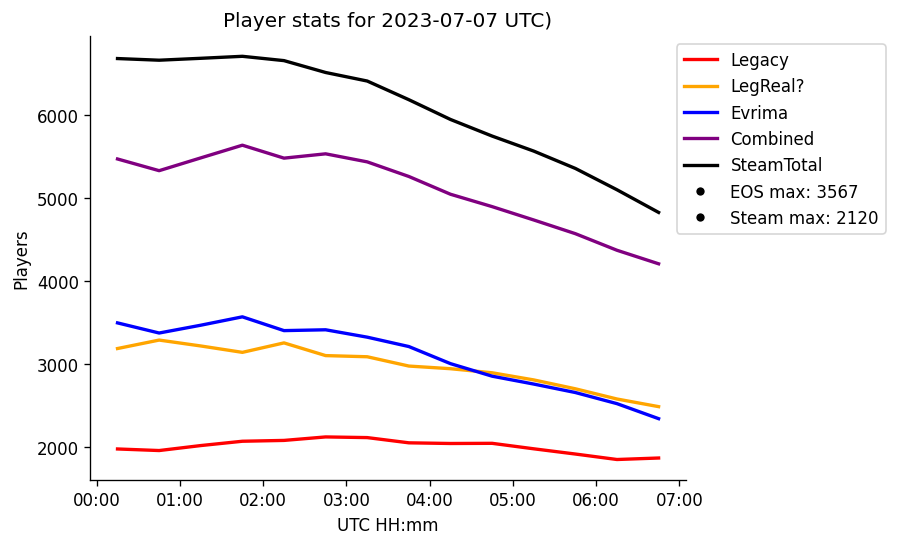 Player stats for 2023-07-07 UTC)
Legacy
LegReal?
Evrima
Combined
SteamTotal
EOS max: 3567
Steam max: 2120
Players
6000
5000
4000
3000
2000
00:00 01:00 02:00 03:00 04:00 05:00 06:00 07:00
UTC HH:mm